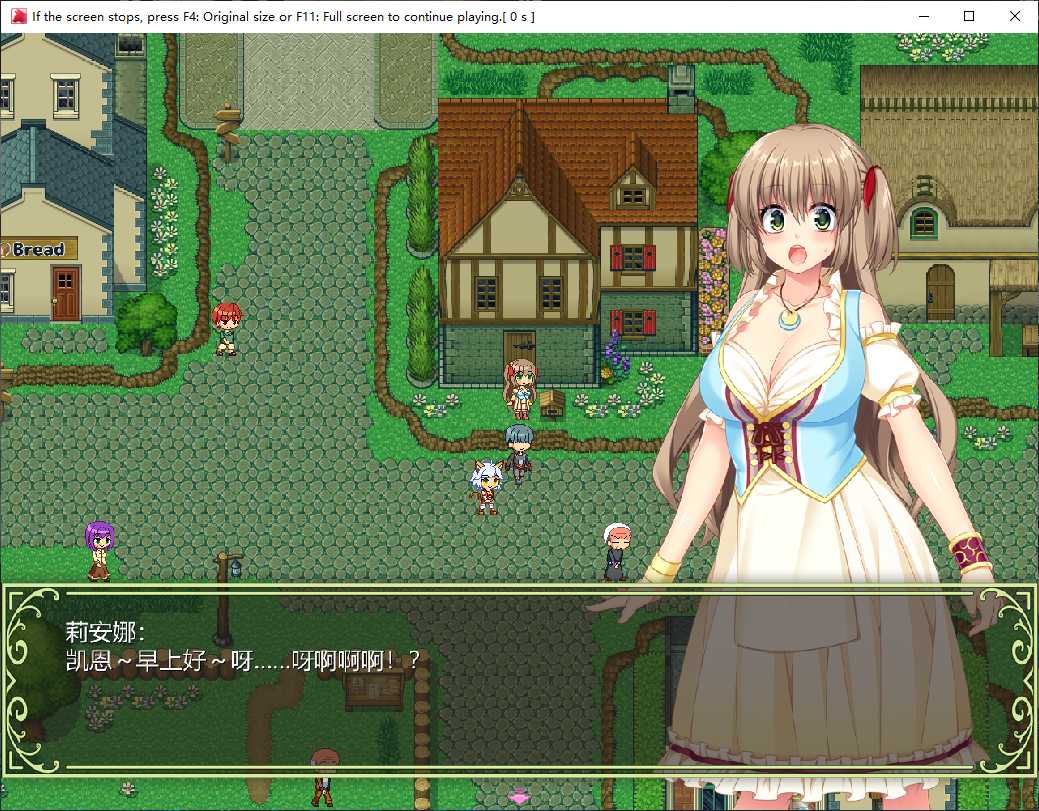 If the screen stops, press F4: Original size or F11: Full screen to continue playing.[ 0 s ]
Bread
莉安娜：
凯恩～早上好～呀……呀啊啊啊！？